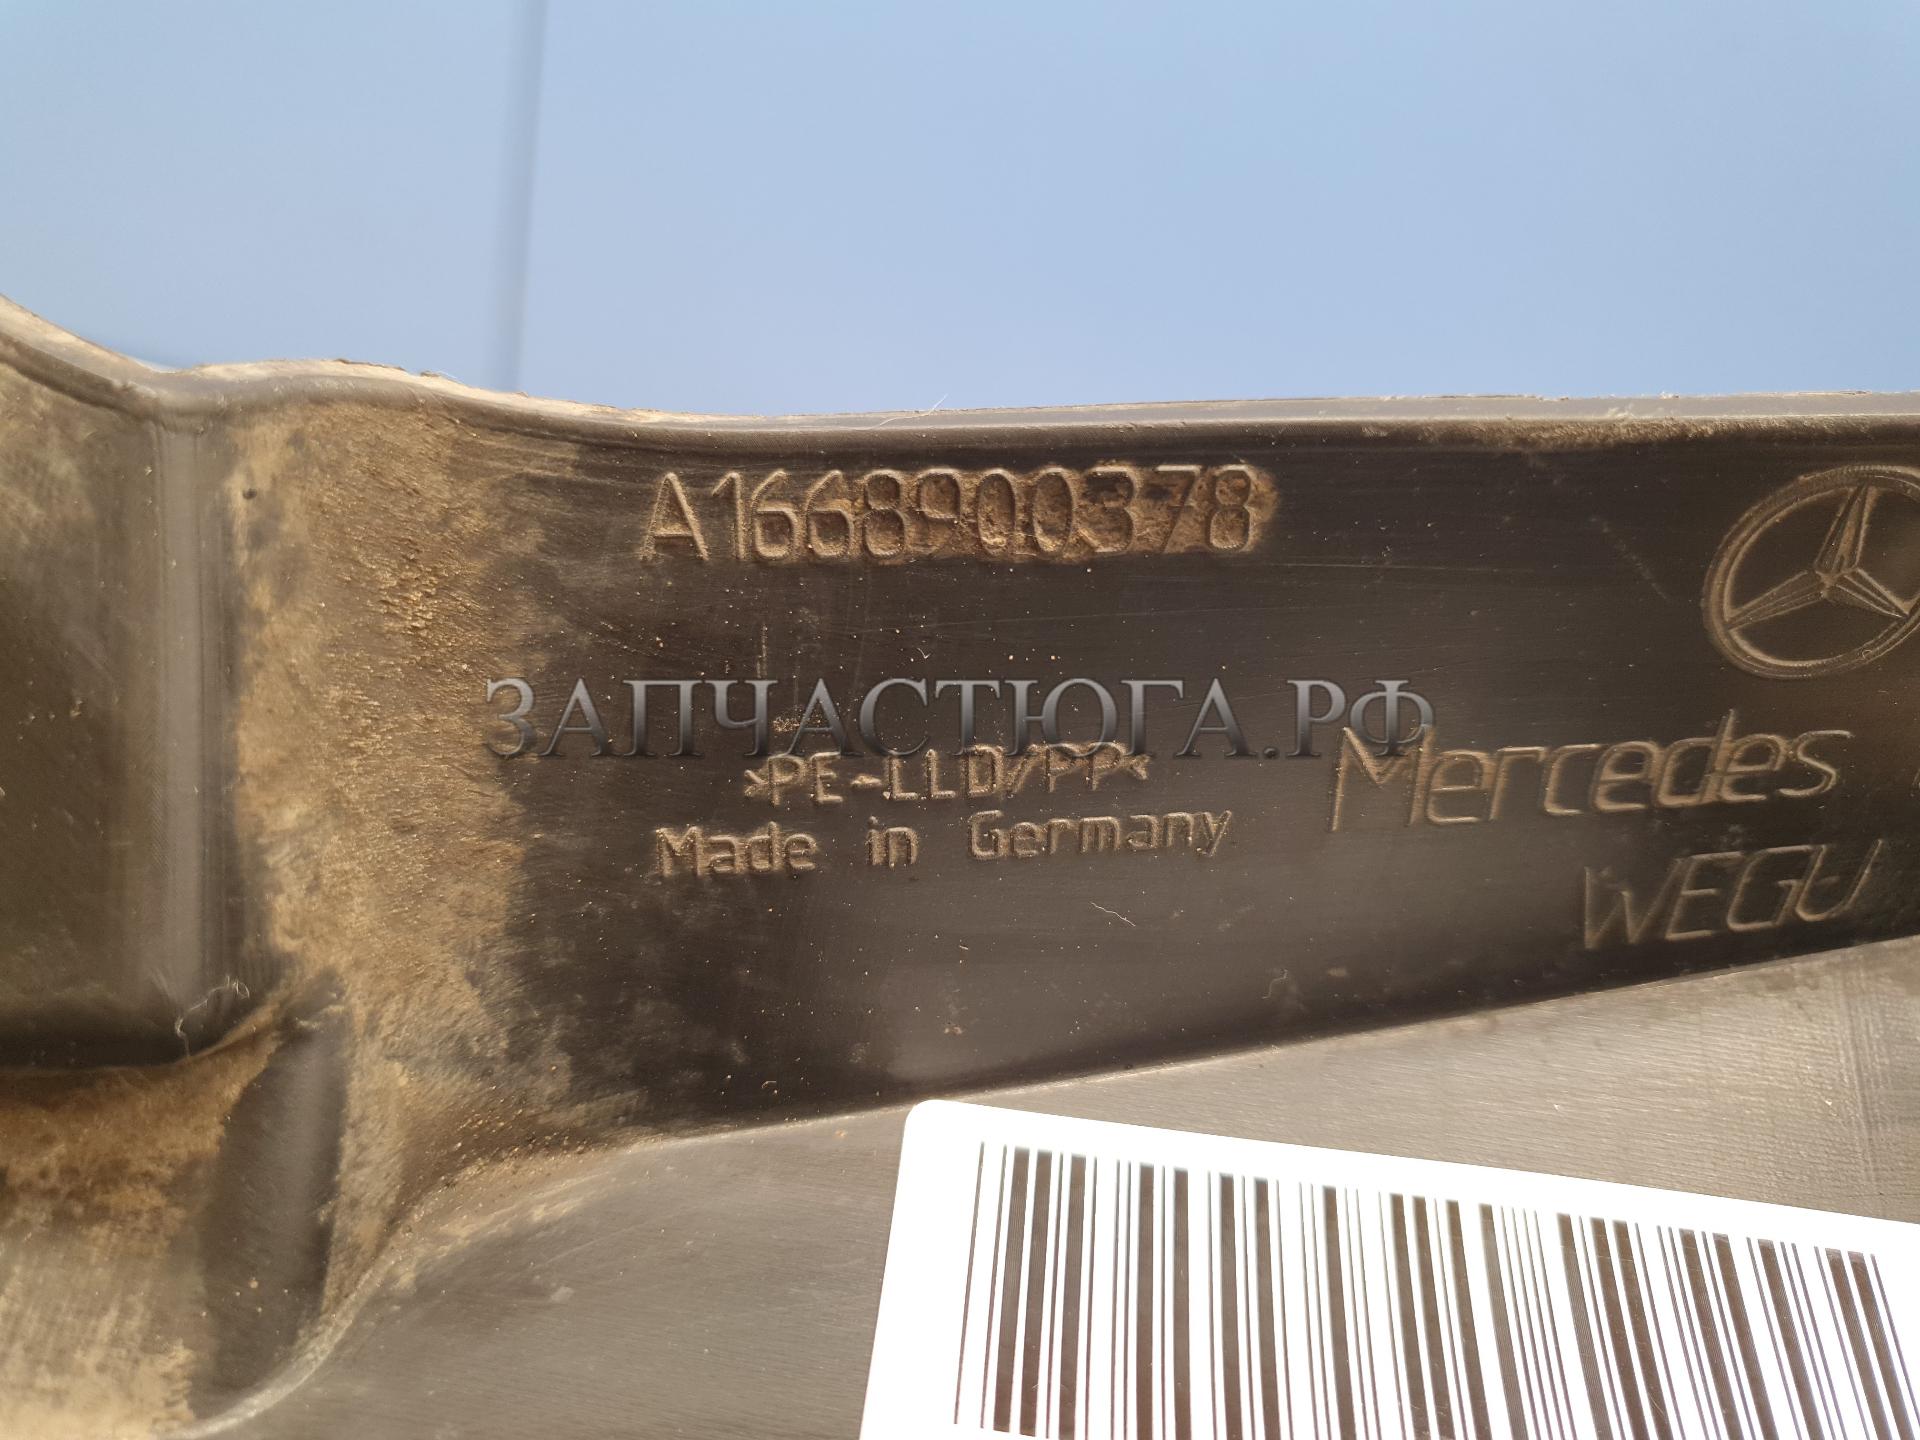 A1668900378
ЗАПЧАСТЮГА.РФ
>PE-LLD/PP<
Made in Germany
Mercedes
WEGU